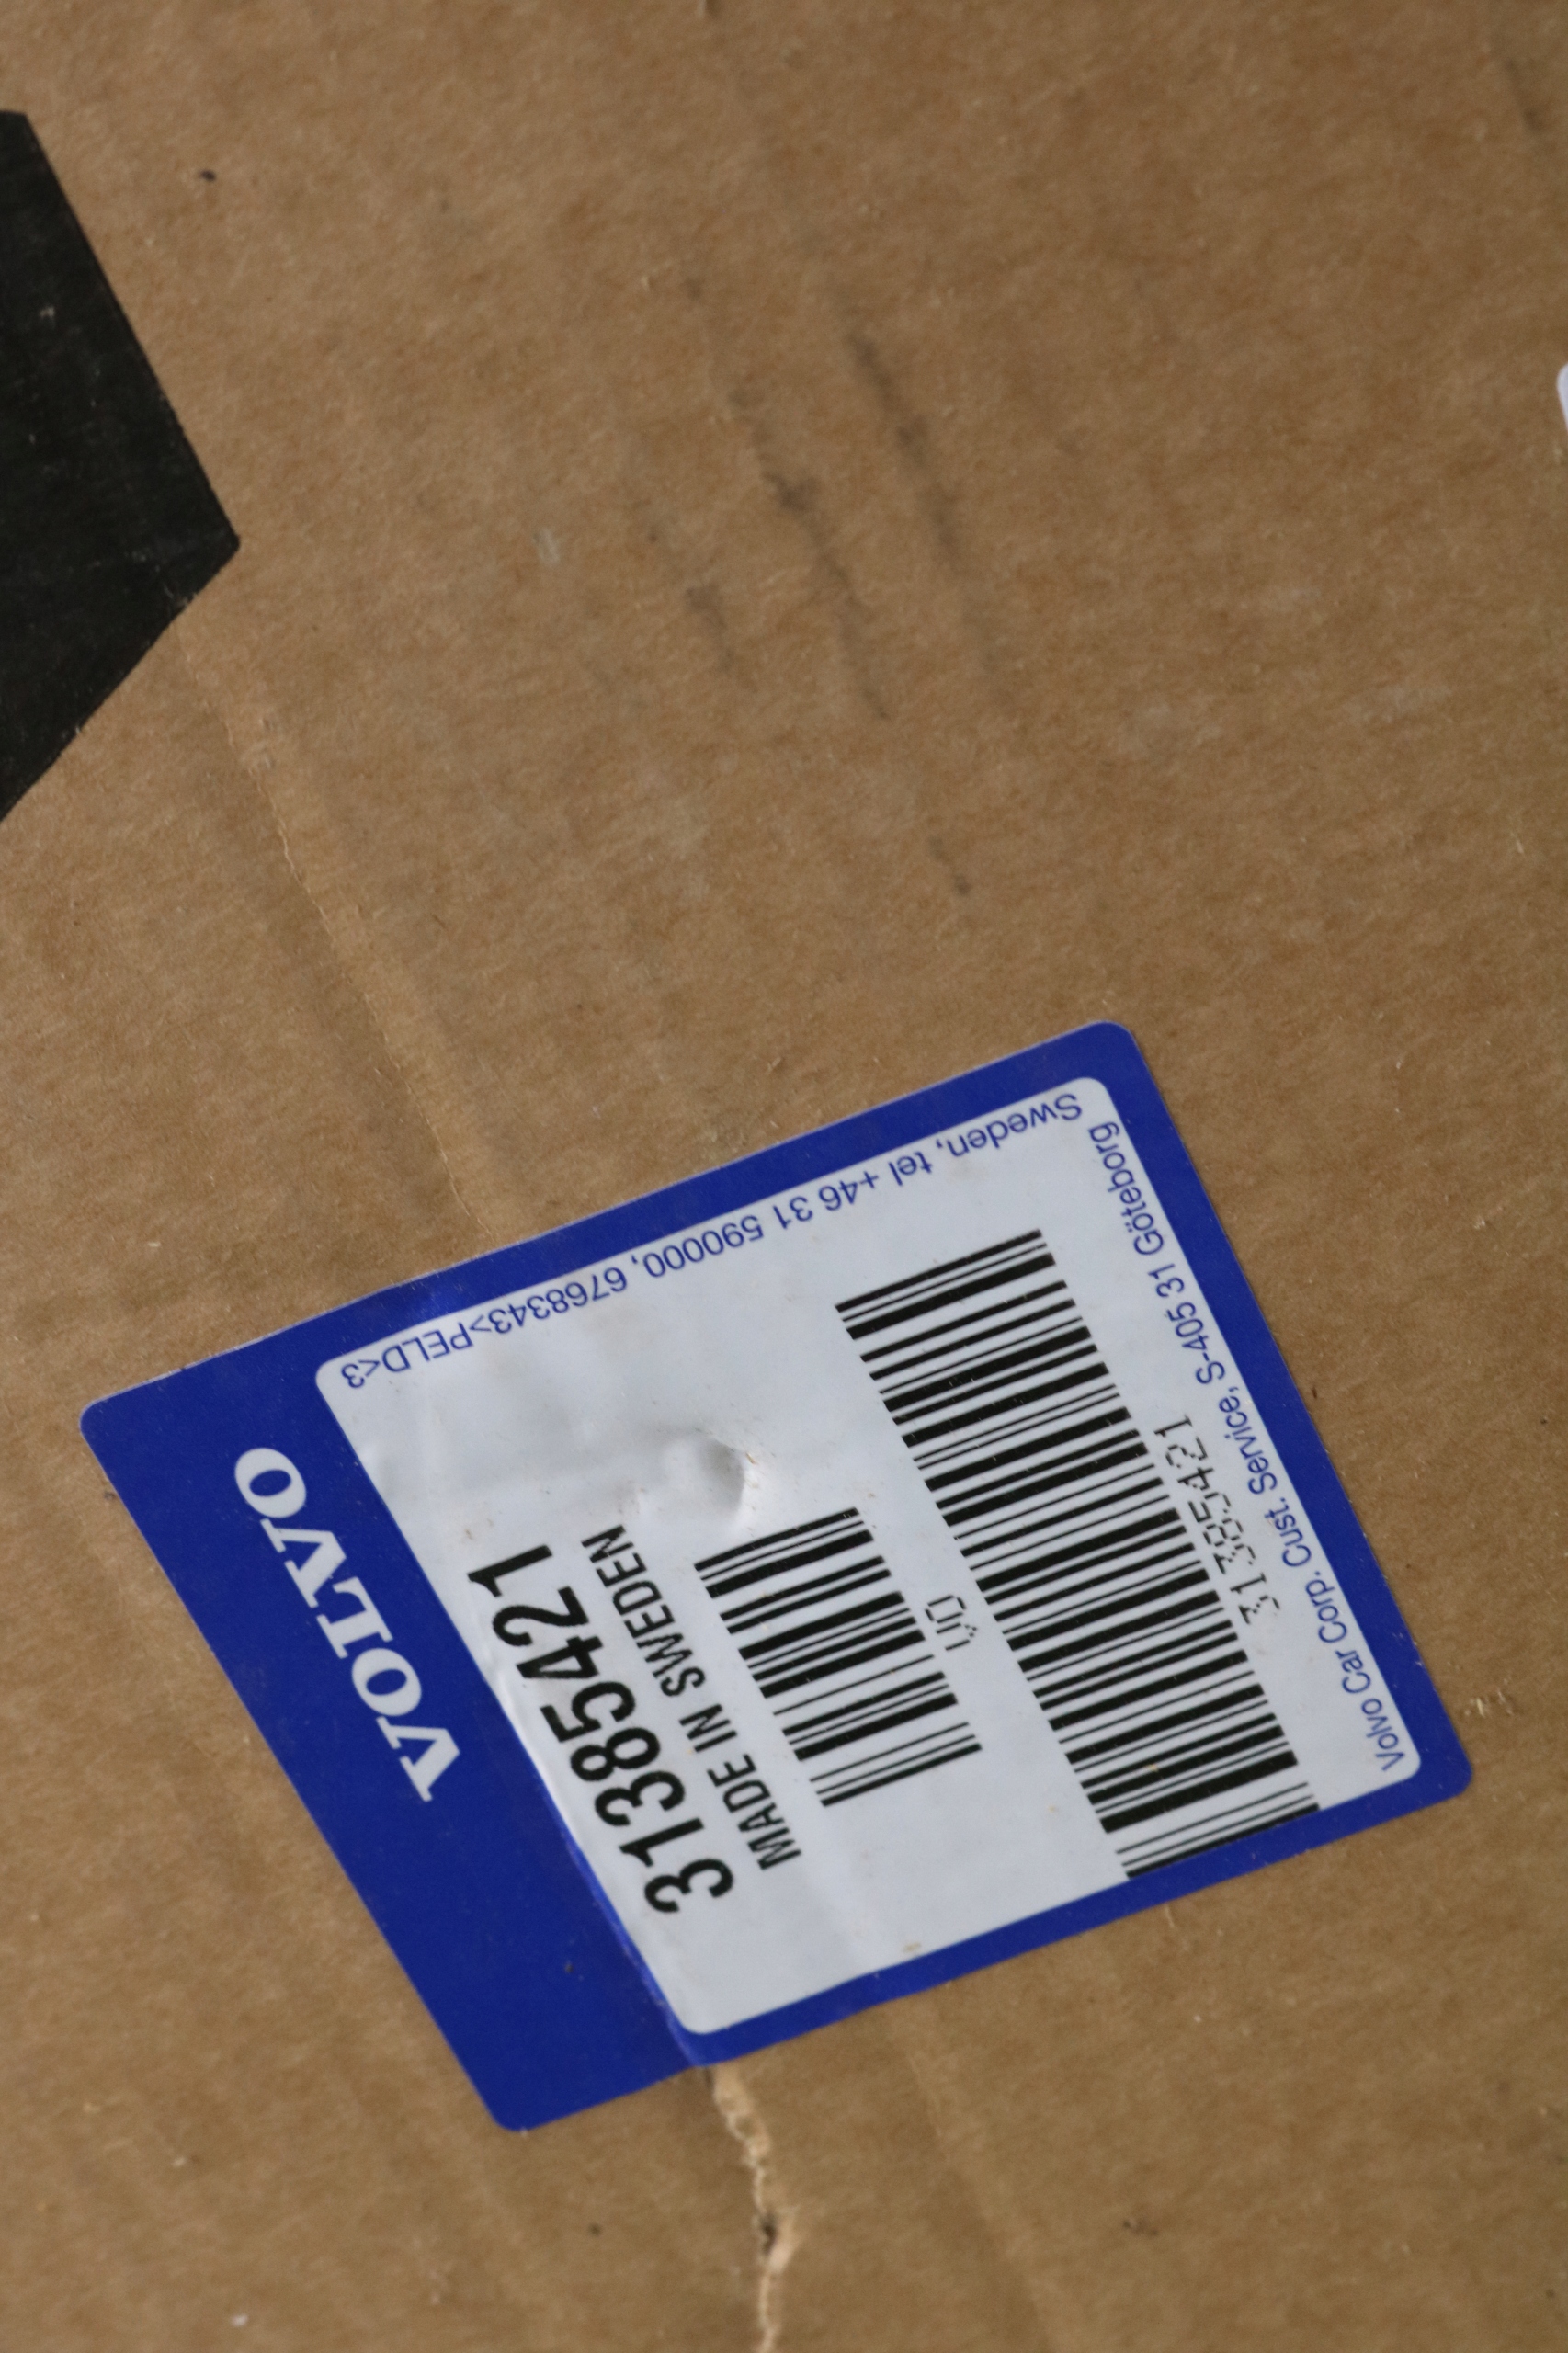 VOLVO
31385421
MADE IN SWEDEN
VO
31385421
Volvo Car Corp. Cust. Service, S-405 31 Göteborg
Sweden, tel +46 31 590000, 6768343>PELD<3